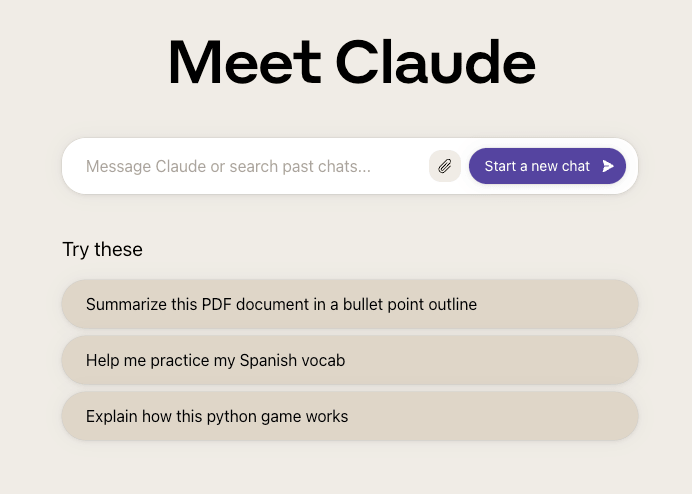 Meet Claude
Message Claude or search past chats...
Start a new chat
Try these
Summarize this PDF document in a bullet point outline
Help me practice my Spanish vocab
Explain how this python game works